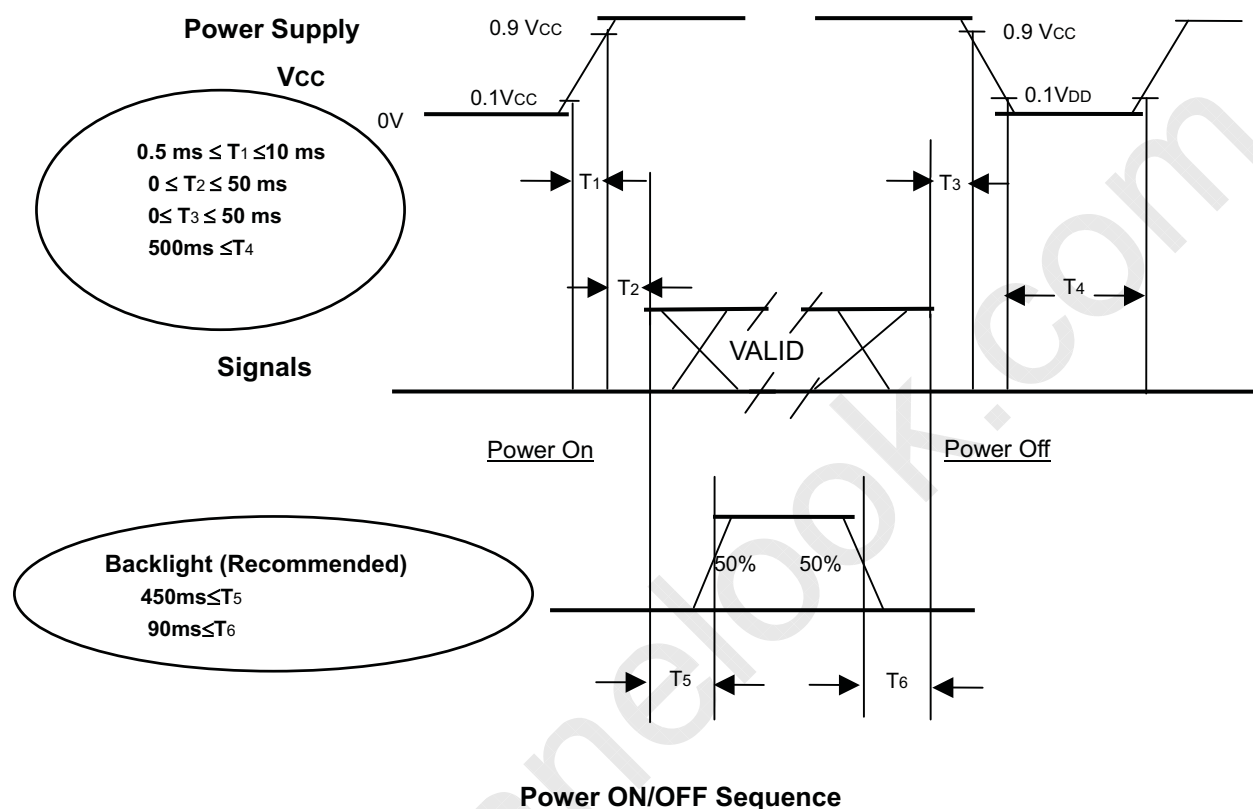 Power Supply
VCC
0.9 VCC
0.1VCC
0V
0.9 VCC
0.1VDD
0.5 ms ≤ T1 ≤10 ms
0 ≤ T2 ≤ 50 ms
0≤ T3 ≤ 50 ms
500ms ≤T4
T1
T2
T3
T4
VALID
Signals
Power On
Power Off
Backlight (Recommended)
450ms≤T5
90ms≤T6
50%
50%
T5
T6
Power ON/OFF Sequence
nelook.com